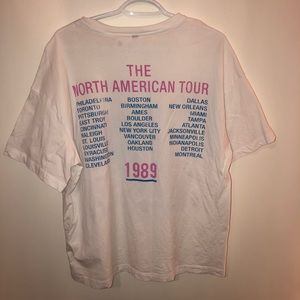 THE
NORTH AMERICAN TOUR
PHILADELPHIA BOSTON DALLAS
TORONTO BIRMINGHAM NEW ORLEANS
PITTSBURGH AMES MIAMI
EAST TROY BOULDER TAMPA
CINCINNATI LOS ANGELES ATLANTA
RALEIGH NEW YORK CITY JACKSONVILLE
ST. LOUIS VANCOUVER MINNEAPOLIS
LOUISVILLE OAKLAND INDIANAPOLIS
SYRACUSE HOUSTON DETROIT
WASHINGTON MONTREAL
CLEVELAND
1989